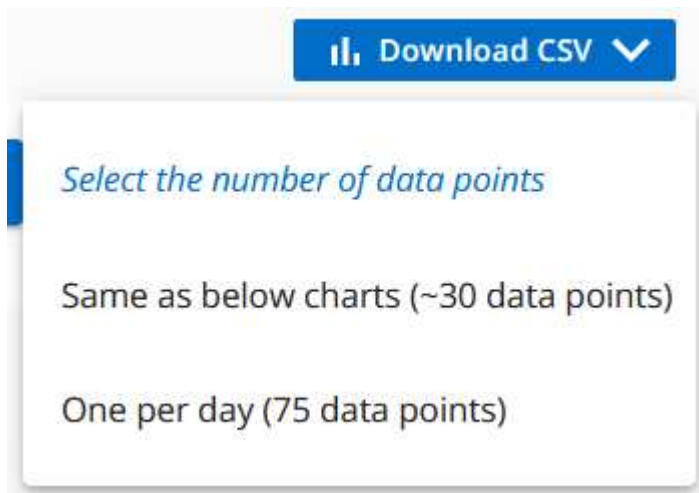 Download CSV
Select the number of data points
Same as below charts (~30 data points)
One per day (75 data points)